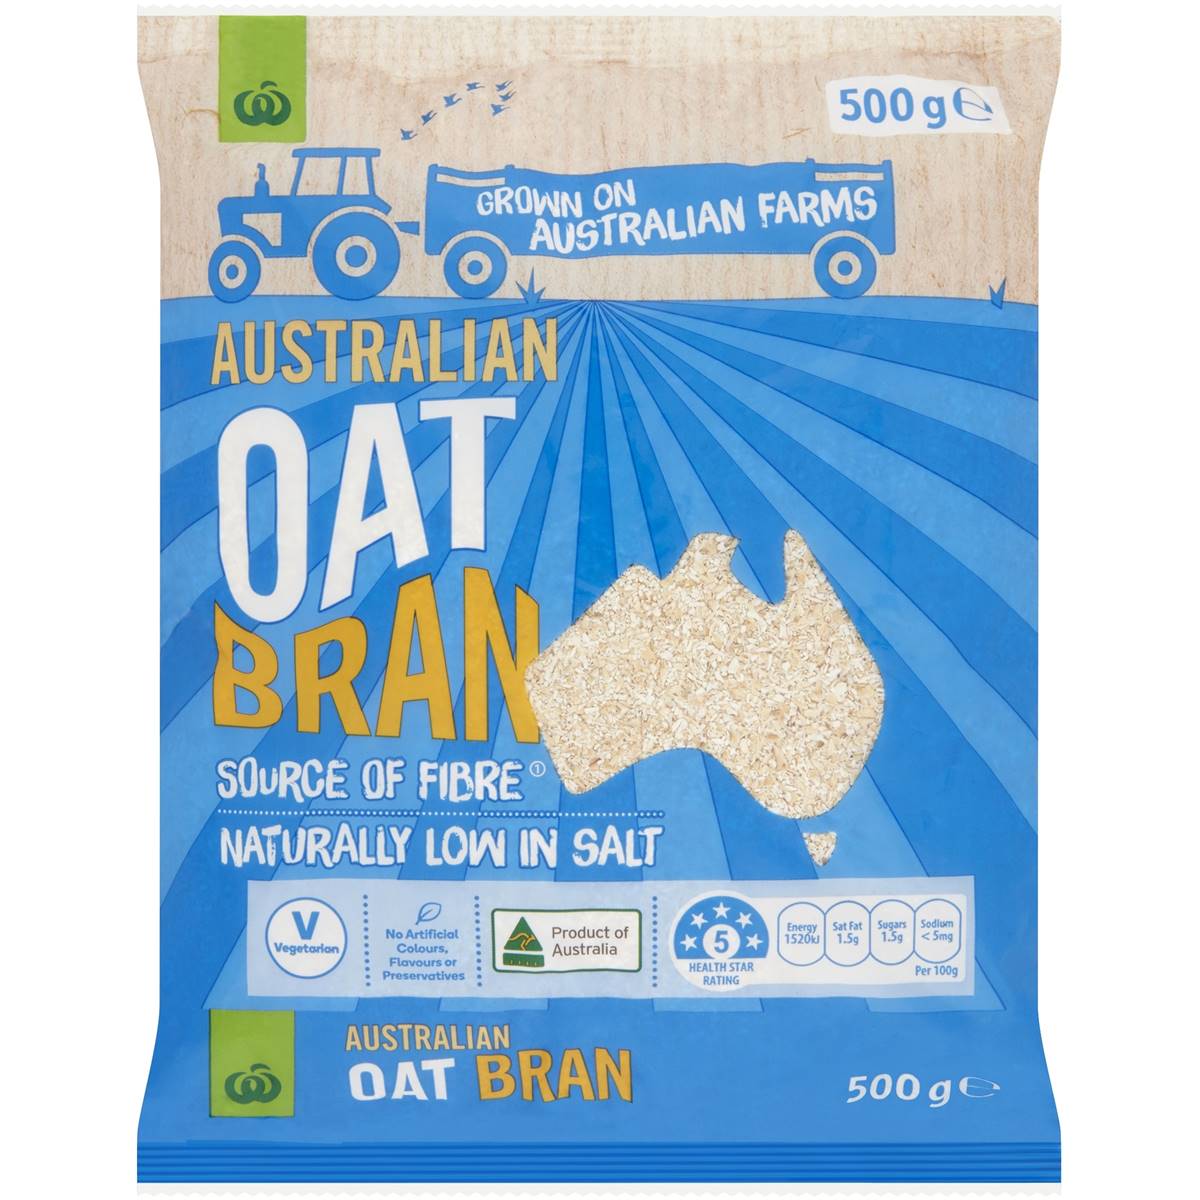 500 g ℮
GROWN ON
AUSTRALIAN FARMS
AUSTRALIAN
OAT
BRAN
SOURCE OF FIBRE①
NATURALLY LOW IN SALT
V
Vegetarian
No Artificial
Colours,
Flavours or
Preservatives
Product of
Australia
5
HEALTH STAR
RATING
Energy
1520kJ
Sat Fat
1.5g
Sugars
1.5g
Sodium
< 5mg
Per 100g
AUSTRALIAN
OAT BRAN
500 g ℮